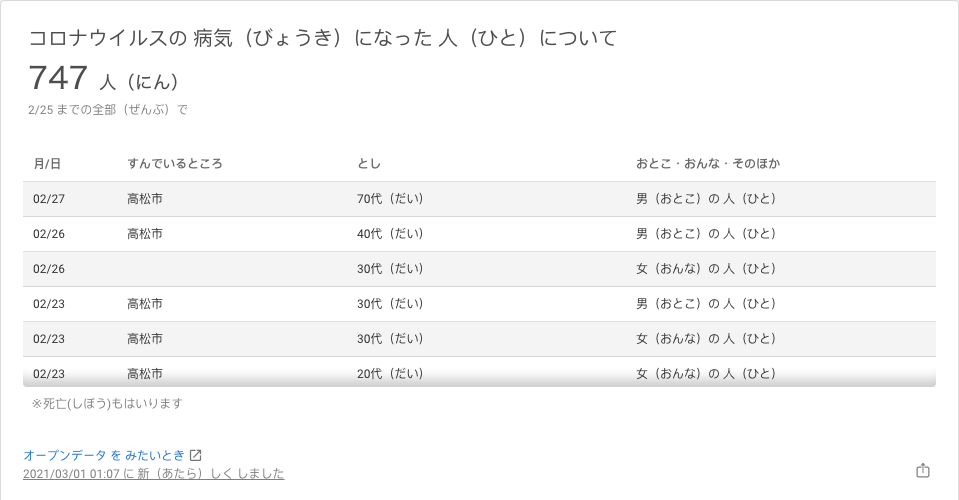 コロナウイルスの 病気（びょうき）になった 人（ひと）について
747 人（にん）
2/25 までの全部（ぜんぶ）で
月/日 すんでいるところ とし おとこ・おんな・そのほか
02/27 高松市 70代（だい） 男（おとこ）の 人（ひと）
02/26 高松市 40代（だい） 男（おとこ）の 人（ひと）
02/26 30代（だい） 女（おんな）の 人（ひと）
02/23 高松市 30代（だい） 男（おとこ）の 人（ひと）
02/23 高松市 30代（だい） 女（おんな）の 人（ひと）
02/23 高松市 20代（だい） 女（おんな）の 人（ひと）
※死亡(しぼう)もはいります
オープンデータ を みたいとき
2021/03/01 01:07 に 新（あたら）しく しました